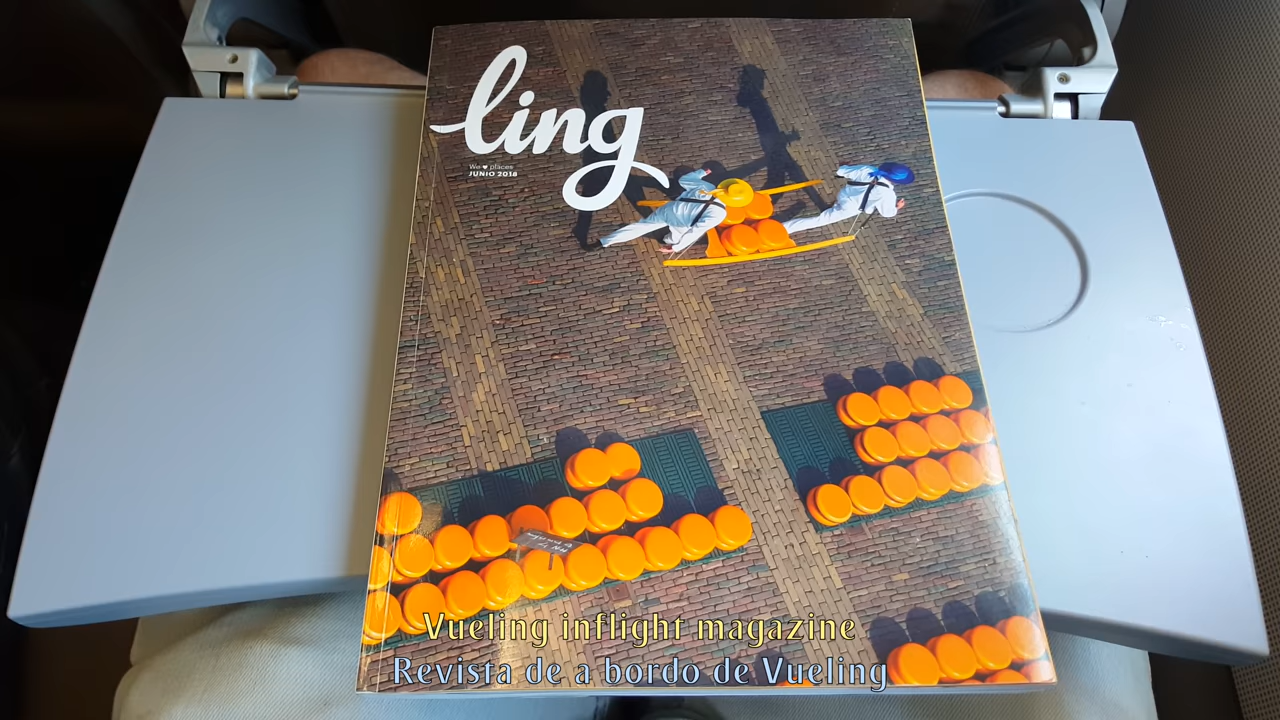 ling
We ♥ places
JUNIO 2018
Vueling inflight magazine
Revista de a bordo de Vueling